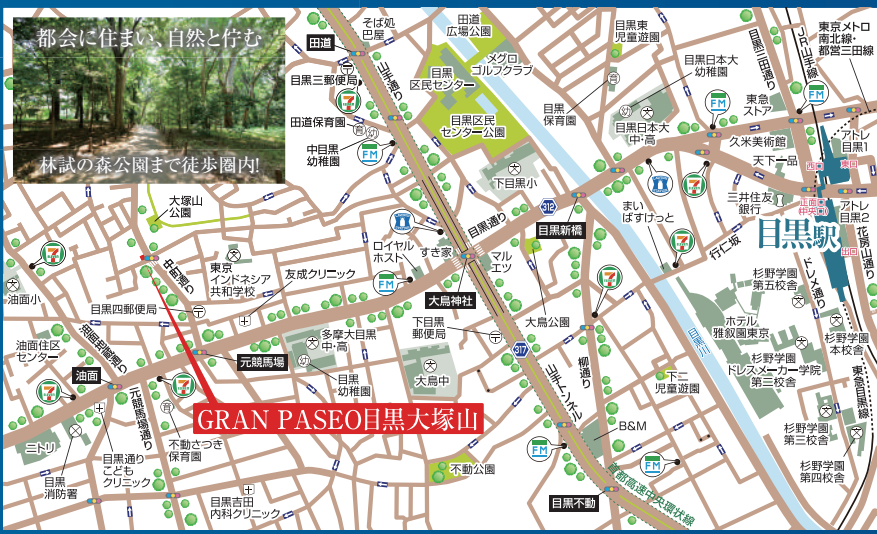 都会に住まい、自然と佇む
林試の森公園まで徒歩圏内!
そば処
巴屋
田道
広場公園
目黒東
児童遊園
目黒三田通り
JR山手線
東京メトロ
南北線・
都営三田線
田道
山手通り
目黒三郵便局
目黒
区民センター
メグロ
ゴルフクラブ
目黒日本大
幼稚園
東急
ストア
田道保育園
目黒区民
センター公園
目黒
保育園
目黒日本大
中・高
久米美術館
アトレ
目黒1
中目黒
幼稚園
天下一品
西口
東口
下目黒小
三井住友
銀行
正面口
中央口
アトレ
目黒2
大塚山
公園
目黒通り
312
目黒新橋
まい
ばすけっと
行仁坂
目黒駅
出口
花房山通り
中町通り
東京
インドネシア
共和学校
友成クリニック
ロイヤル
ホスト
すき家
マル
エツ
油面小
目黒四郵便局
大鳥神社
大鳥公園
ドレメ通り
杉野学園
第五校舎
油面地蔵通り
油面住区
センター
元競馬場
多摩大目黒
中・高
下目黒
郵便局
317
柳通り
目黒川
ホテル
雅叙園東京
杉野学園
本校舎
油面
目黒
幼稚園
大鳥中
山手トンネル
下二
児童遊園
杉野学園
ドレスメーカー学院
第二校舎
東急目黒線
元競馬場通り
GRAN PASEO目黒大塚山
B&M
杉野学園
第三校舎
ニトリ
目黒
消防署
目黒通り
こども
クリニック
不動さつき
保育園
不動公園
杉野学園
第四校舎
目黒吉田
内科クリニック
目黒不動
首都高速中央環状線